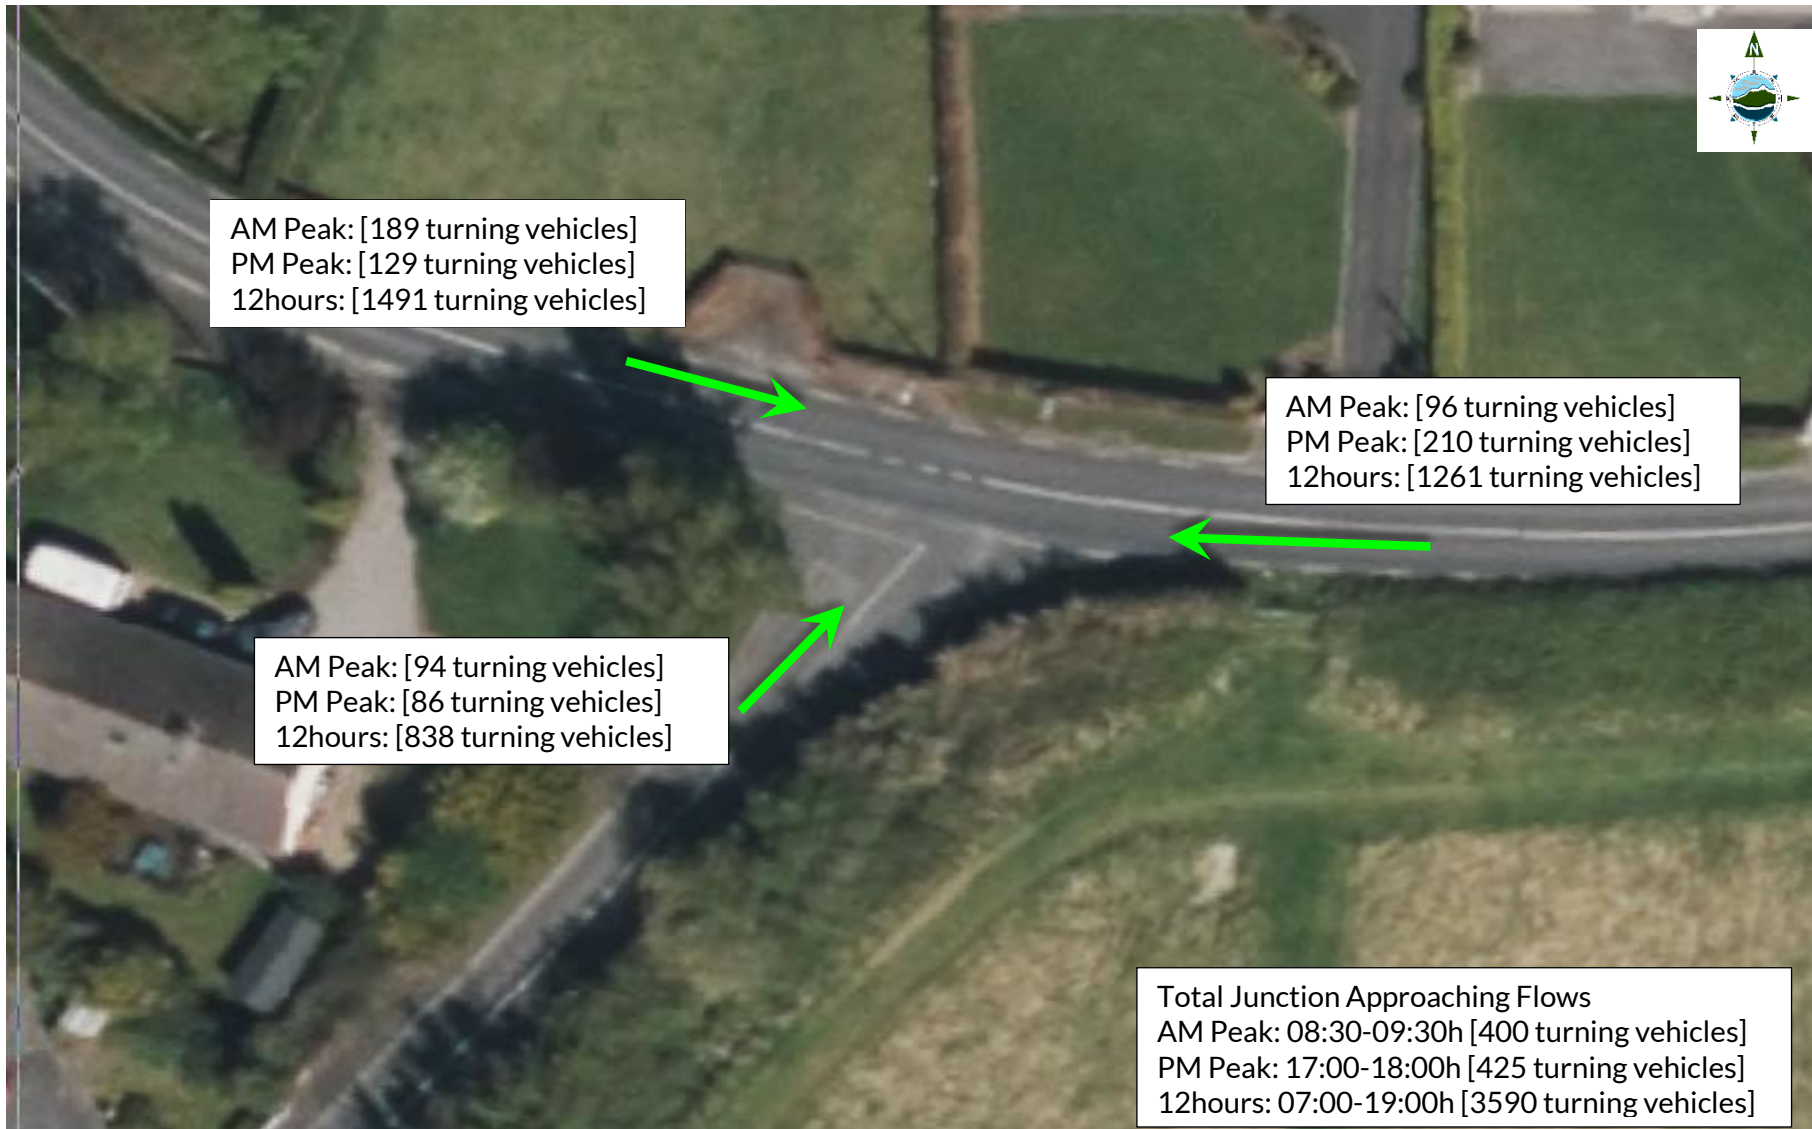 N
AM Peak: [189 turning vehicles]
PM Peak: [129 turning vehicles]
12hours: [1491 turning vehicles]
AM Peak: [96 turning vehicles]
PM Peak: [210 turning vehicles]
12hours: [1261 turning vehicles]
AM Peak: [94 turning vehicles]
PM Peak: [86 turning vehicles]
12hours: [838 turning vehicles]
Total Junction Approaching Flows
AM Peak: 08:30-09:30h [400 turning vehicles]
PM Peak: 17:00-18:00h [425 turning vehicles]
12hours: 07:00-19:00h [3590 turning vehicles]